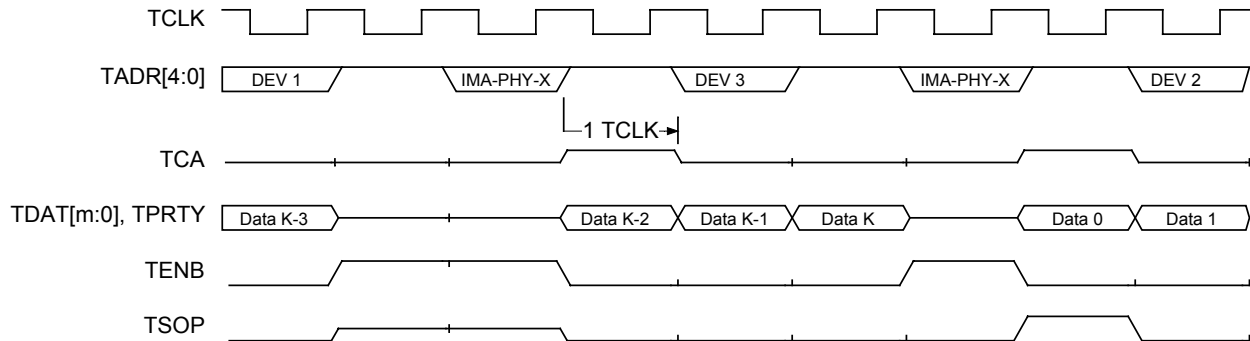 TCLK
TADR[4:0] DEV 1 IMA-PHY-X DEV 3 IMA-PHY-X DEV 2
1 TCLK
TCA
TDAT[m:0], TPRTY Data K-3 Data K-2 Data K-1 Data K Data 0 Data 1
TENB
TSOP